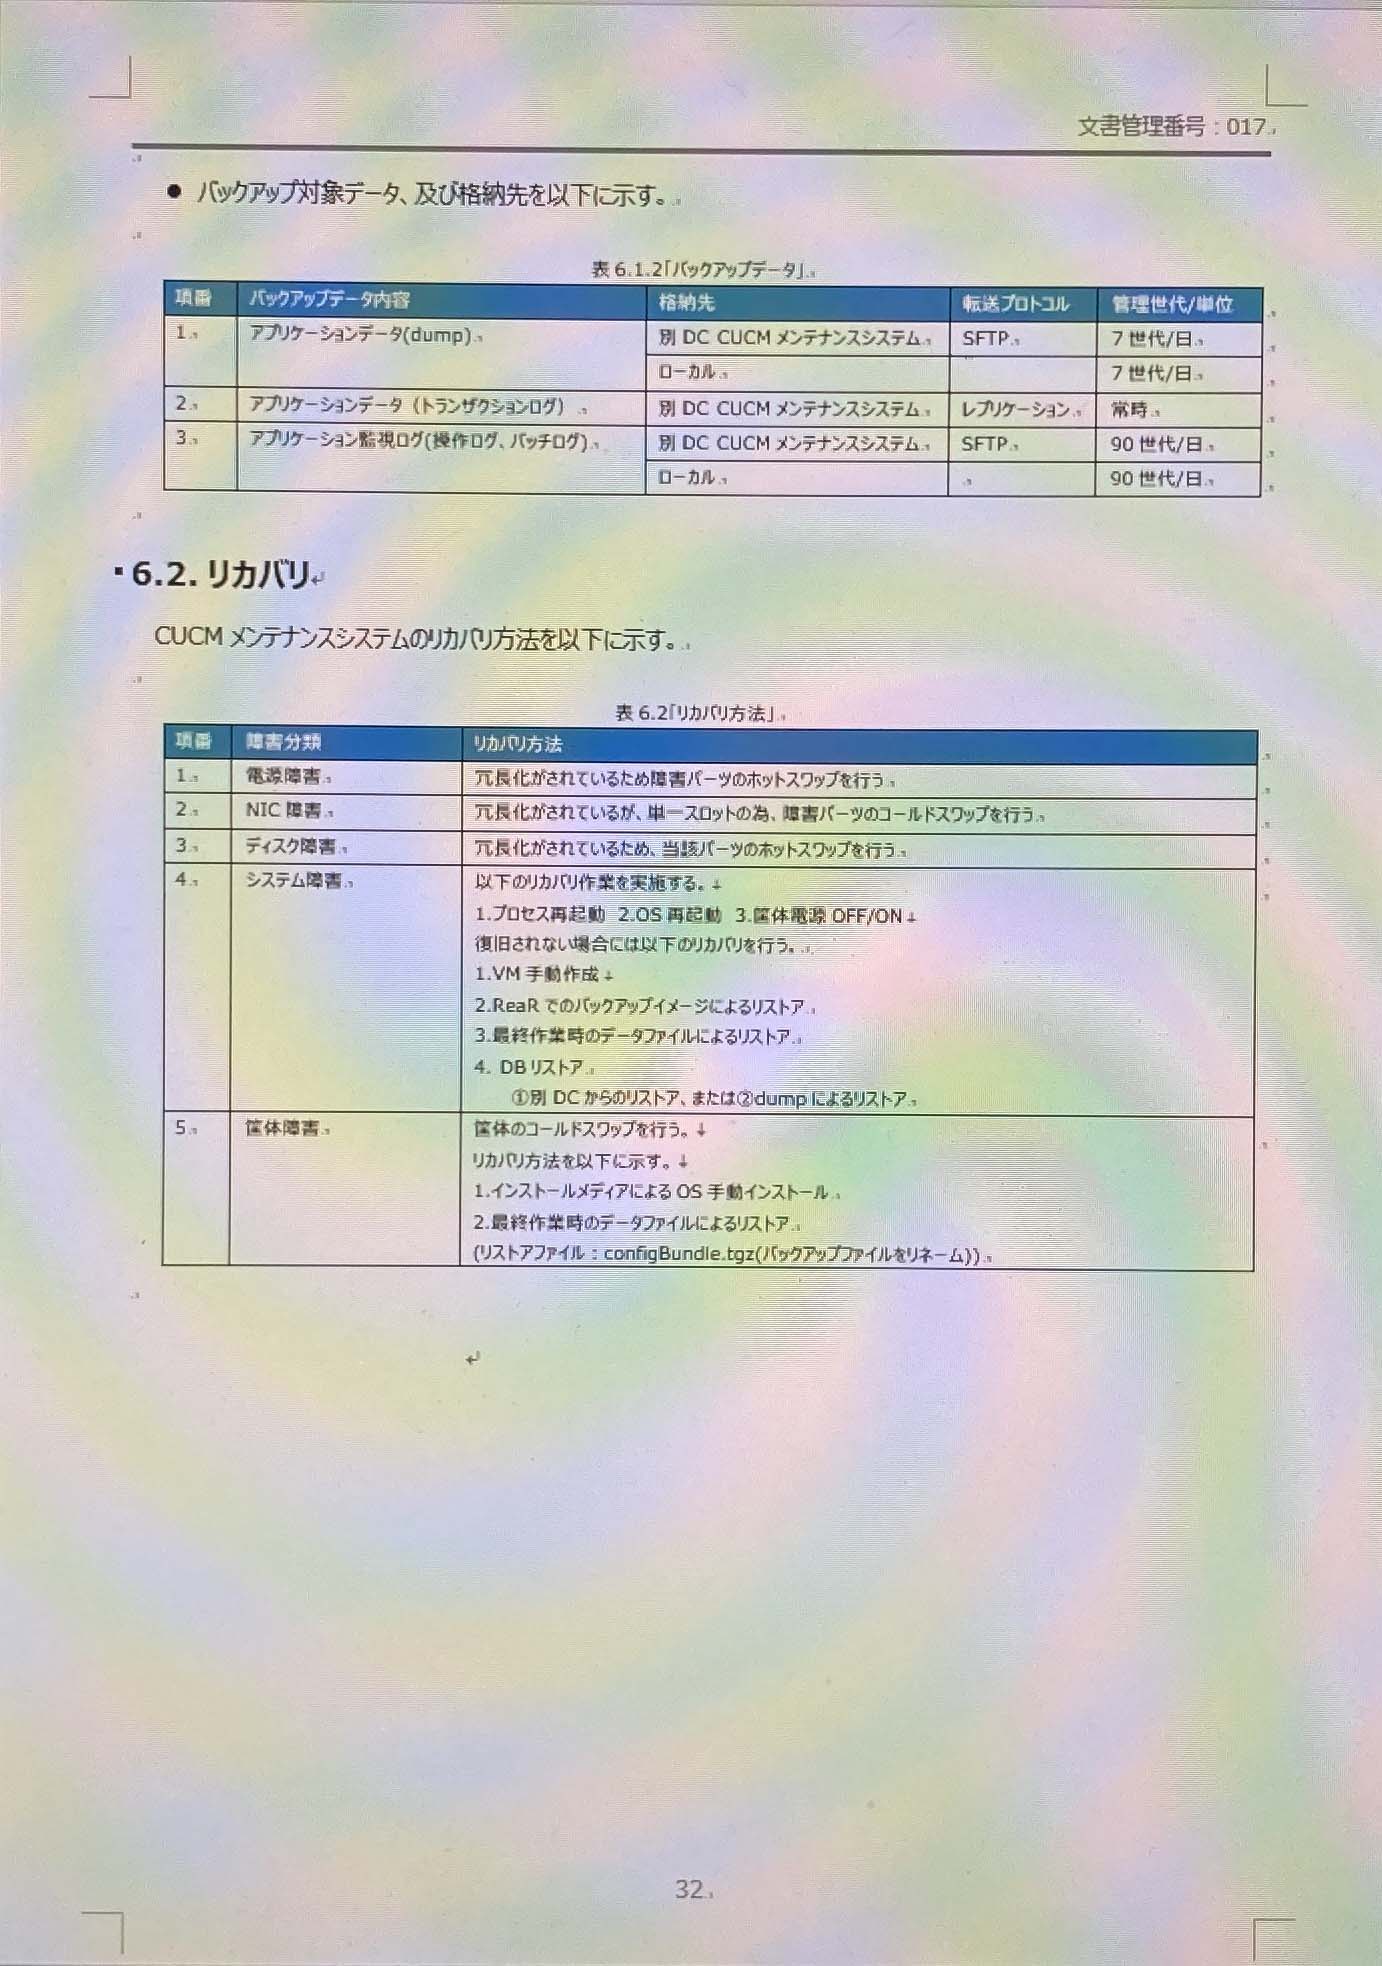 文書管理番号：017
● バックアップ対象データ、及び格納先を以下に示す。
表 6.1.2「バックアップデータ」
項番 バックアップデータ内容 格納先 転送プロトコル 管理世代/単位
1. アプリケーションデータ(dump) 別 DC CUCM メンテナンスシステム SFTP 7 世代/日
ローカル 7 世代/日
2. アプリケーションデータ（トランザクションログ） 別 DC CUCM メンテナンスシステム レプリケーション 常時
3. アプリケーション監視ログ(操作ログ、バッチログ) 別 DC CUCM メンテナンスシステム SFTP 90 世代/日
ローカル 90 世代/日
6.2. リカバリ
CUCM メンテナンスシステムのリカバリ方法を以下に示す。
表 6.2「リカバリ方法」
項番 障害分類 リカバリ方法
1. 電源障害 冗長化がされているため障害パーツのホットスワップを行う
2. NIC 障害 冗長化がされているが、単一スロットの為、障害パーツのコールドスワップを行う
3. ディスク障害 冗長化がされているため、当該パーツのホットスワップを行う
4. システム障害 以下のリカバリ作業を実施する。
1.プロセス再起動 2.OS 再起動 3.筐体電源 OFF/ON
復旧されない場合には以下のリカバリを行う。
1.VM 手動作成
2.ReaR でのバックアップイメージによるリストア
3.最終作業時のデータファイルによるリストア
4. DB リストア
①別 DC からのリストア、または②dump によるリストア
5. 筐体障害 筐体のコールドスワップを行う。
リカバリ方法を以下に示す。
1.インストールメディアによる OS 手動インストール
2.最終作業時のデータファイルによるリストア
(リストアファイル：configBundle.tgz(バックアップファイルをリネーム))
32